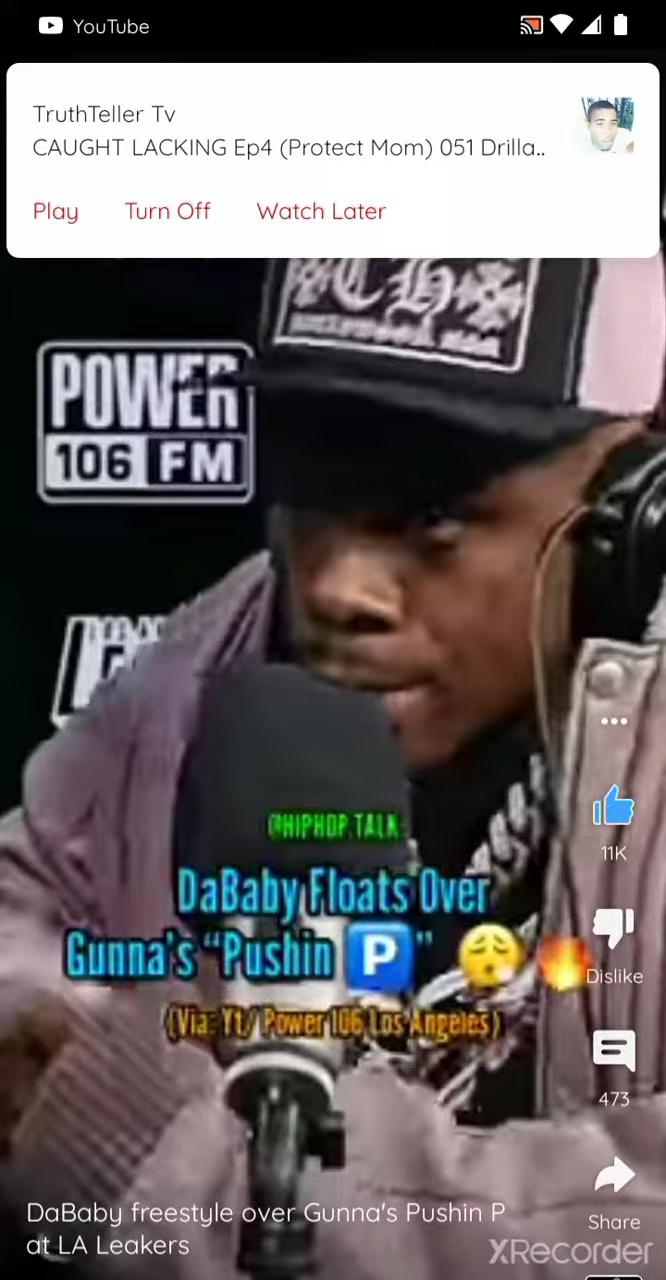 YouTube
TruthTeller Tv
CAUGHT LACKING Ep4 (Protect Mom) 051 Drilla..
Play Turn Off Watch Later
CH
POWER
106 FM
@HIPHOP TALK
11K
DaBaby Floats Over
Gunna's “Pushin 🅿️” 😮‍💨 🔥
Dislike
(Via: Yt/ Power 106 Los Angeles)
473
DaBaby freestyle over Gunna's Pushin P
at LA Leakers
Share
XRecorder